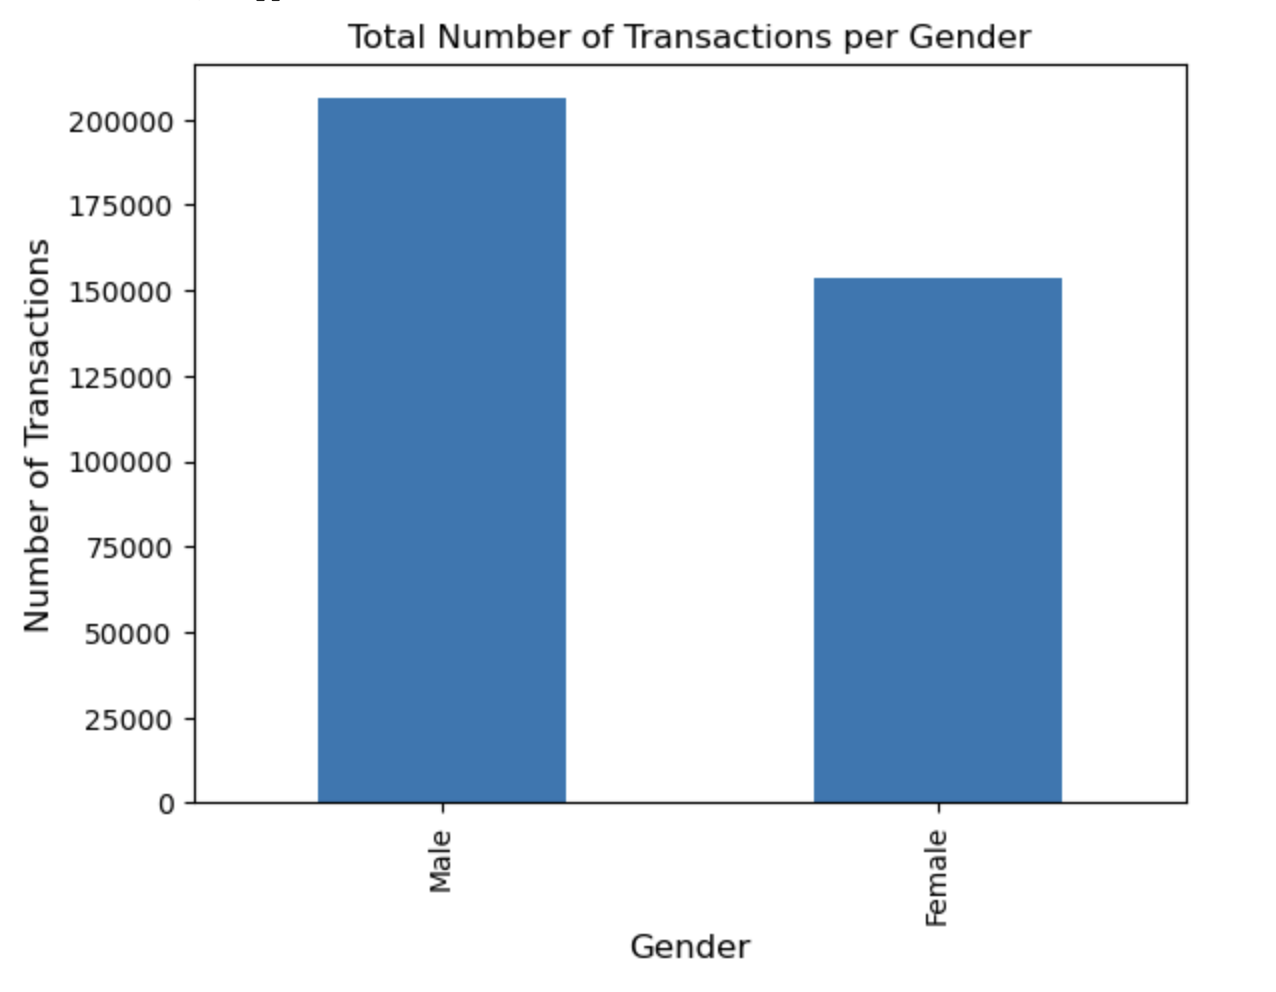 Total Number of Transactions per Gender
200000
175000
150000
125000
100000
75000
50000
25000
0
Number of Transactions
Male
Female
Gender